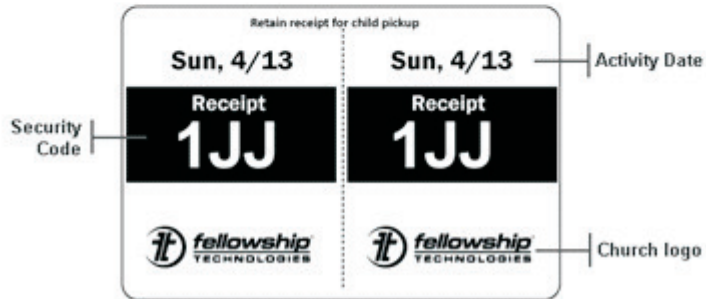 Retain receipt for child pickup
Sun, 4/13
Sun, 4/13
Activity Date
Receipt
Receipt
Security
Code
1JJ
1JJ
fellowship
TECHNOLOGIES
fellowship
TECHNOLOGIES
Church logo